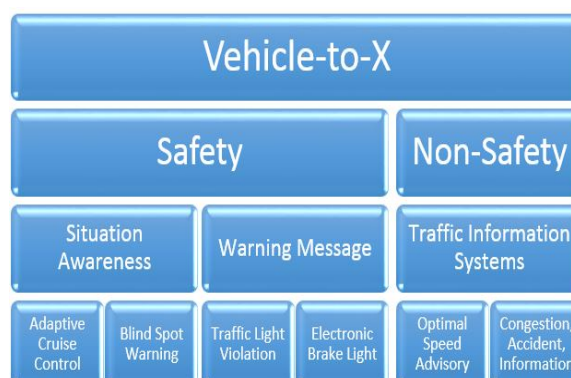 Vehicle-to-X
Safety
Non-Safety
Situation
Awareness
Warning Message
Traffic Information
Systems
Adaptive
Cruise
Control
Blind Spot
Warning
Traffic Light
Violation
Electronic
Brake Light
Optimal
Speed
Advisory
Congestion,
Accident,
Information